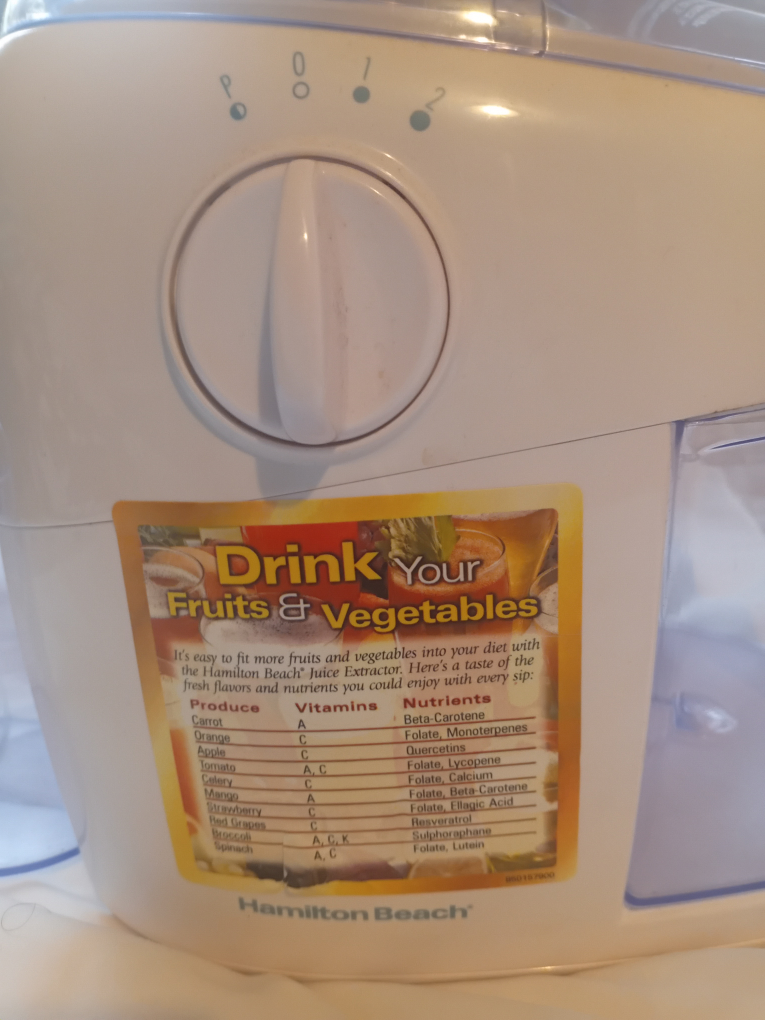 P 0 1 2
Drink Your
Fruits & Vegetables
It's easy to fit more fruits and vegetables into your diet with
the Hamilton Beach® Juice Extractor. Here's a taste of the
fresh flavors and nutrients you could enjoy with every sip:
Produce Vitamins Nutrients
Carrot A Beta-Carotene
Orange C Folate, Monoterpenes
Apple C Quercetins
Tomato A, C Folate, Lycopene
Celery C Folate, Calcium
Mango A Folate, Beta-Carotene
Strawberry C Folate, Ellagic Acid
Red Grapes C Resveratrol
Broccoli A, C, K Sulphoraphane
Spinach A, C Folate, Lutein
Hamilton Beach®